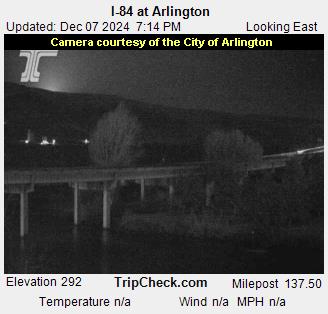 I-84 at Arlington
Updated: Dec 07 2024 7:14 PM Looking East
Camera courtesy of the City of Arlington
Elevation 292 TripCheck.com Milepost 137.50
Temperature n/a Wind n/a MPH n/a